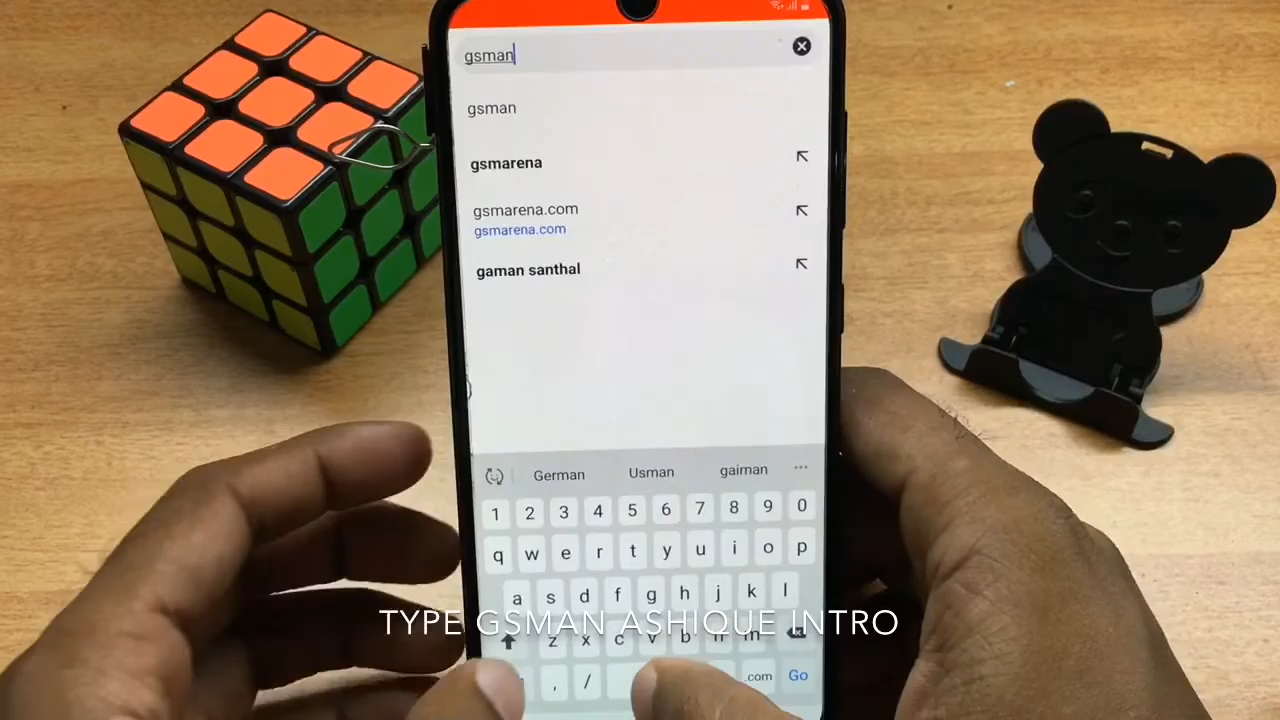 gsman
gsman
gsmarena
gsmarena.com
gsmarena.com
gaman santhal
German Usman gaiman
1 2 3 4 5 6 7 8 9 0
q w e r t y u i o p
a s d f g h j k l
TYPE GSMAN ASHIQUE INTRO
z x c v b n m
, / .com Go